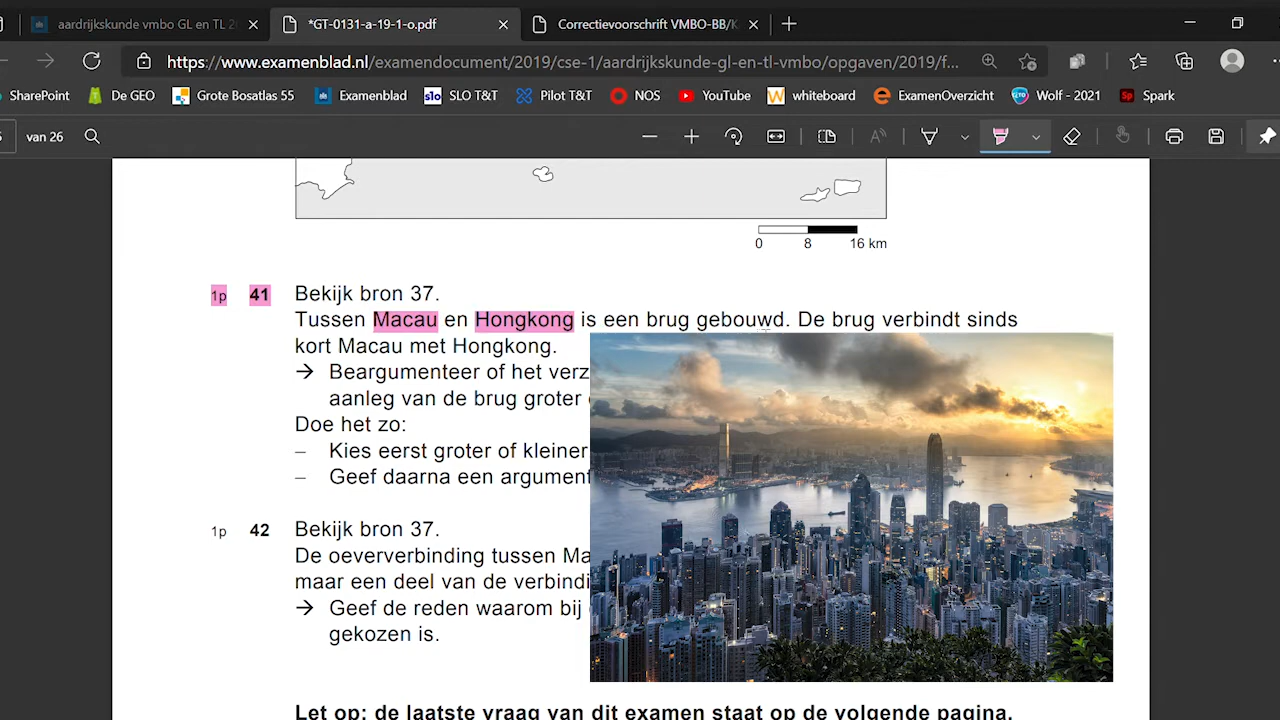 aardrijkskunde vmbo GL en TL 2
*GT-0131-a-19-1-o.pdf
Correctievoorschrift VMBO-BB/K
https://www.examenblad.nl/examendocument/2019/cse-1/aardrijkskunde-gl-en-tl-vmbo/opgaven/2019/f...
SharePoint De GEO Grote Bosatlas 55 Examenblad slo SLO T&T Pilot T&T NOS YouTube W whiteboard e ExamenOverzicht Wolf - 2021 Sp Spark
van 26
0 8 16 km
1p 41 Bekijk bron 37.
Tussen Macau en Hongkong is een brug gebouwd. De brug verbindt sinds
kort Macau met Hongkong.
→ Beargumenteer of het verz
aanleg van de brug groter
Doe het zo:
– Kies eerst groter of kleiner
– Geef daarna een argument
1p 42 Bekijk bron 37.
De oeververbinding tussen Ma
maar een deel van de verbindi
→ Geef de reden waarom bij
gekozen is.
Let op: de laatste vraag van dit examen staat op de volgende pagina.